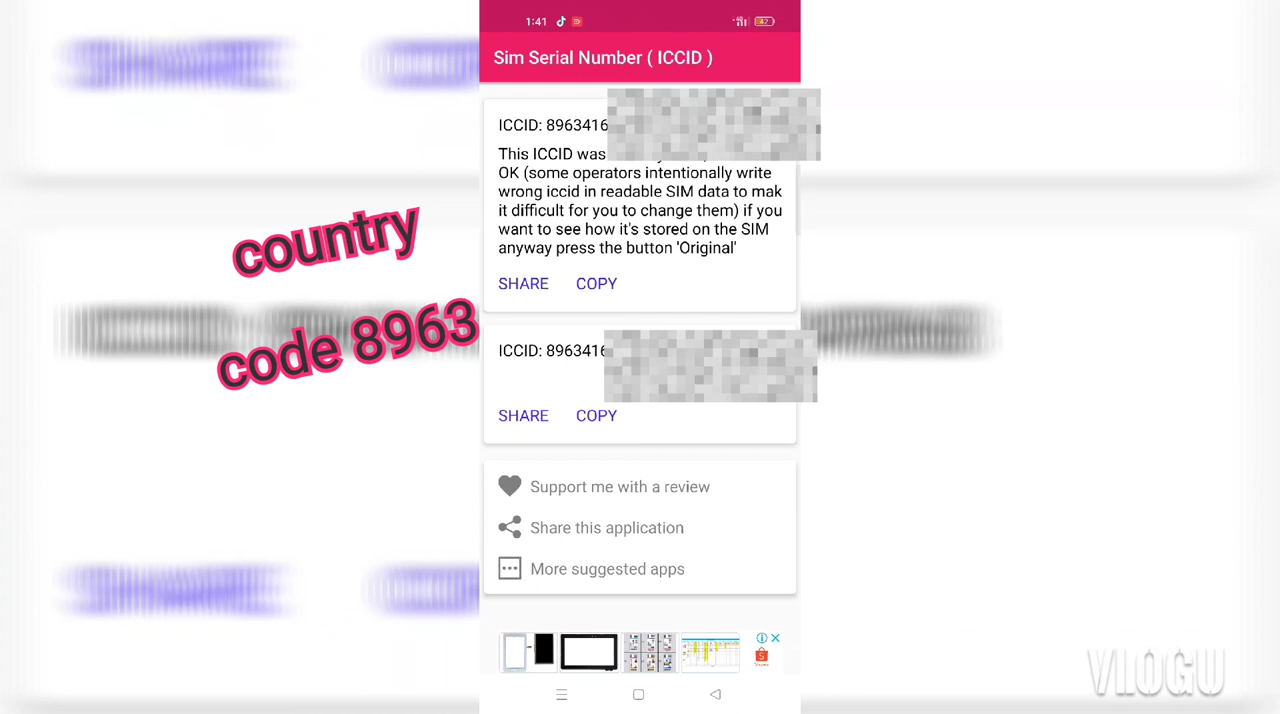 1:41
42
Sim Serial Number ( ICCID )
ICCID: 8963416
This ICCID was
OK (some operators intentionally write
wrong iccid in readable SIM data to mak
it difficult for you to change them) if you
want to see how it's stored on the SIM
anyway press the button 'Original'
SHARE COPY
country
code 8963
ICCID: 8963416
SHARE COPY
Support me with a review
Share this application
More suggested apps
VLOGU